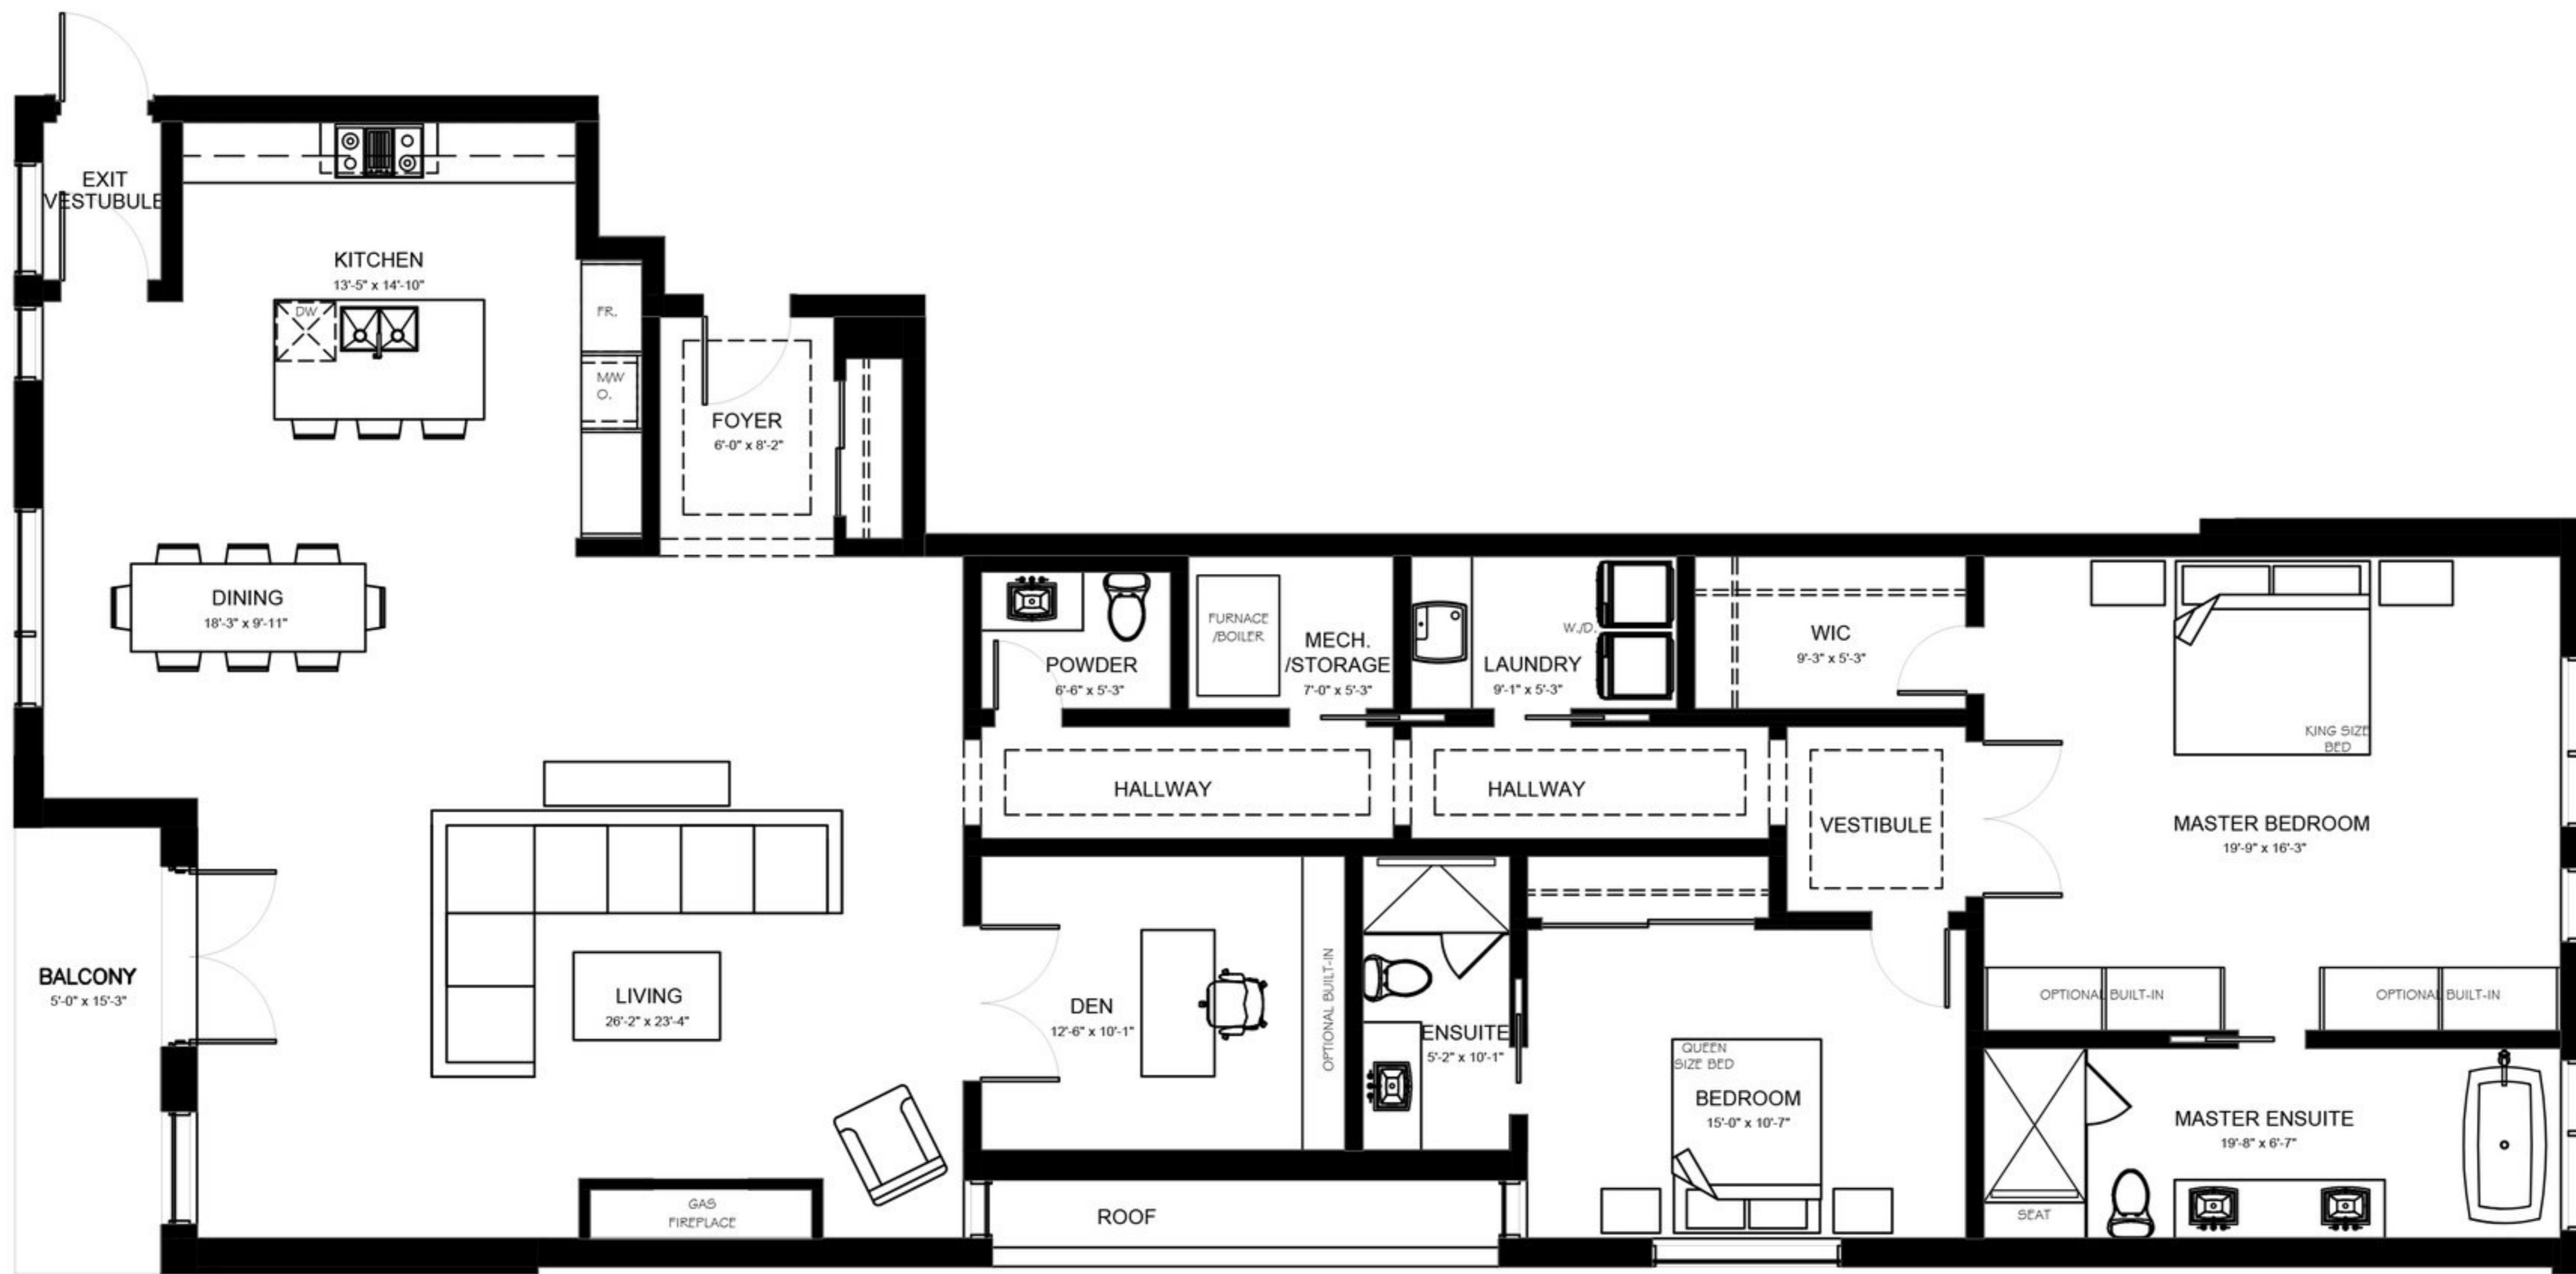 EXIT
VESTUBULE
KITCHEN
13'-5" x 14'-10"
DW
FR.
M/W
O.
FOYER
6'-0" x 8'-2"
DINING
18'-3" x 9'-11"
POWDER
6'-6" x 5'-3"
FURNACE
/BOILER
MECH.
/STORAGE
7'-0" x 5'-3"
W./D.
LAUNDRY
9'-1" x 5'-3"
WIC
9'-3" x 5'-3"
KING SIZE
BED
HALLWAY
HALLWAY
VESTIBULE
MASTER BEDROOM
19'-9" x 16'-3"
BALCONY
5'-0" x 15'-3"
LIVING
26'-2" x 23'-4"
DEN
12'-6" x 10'-1"
OPTIONAL BUILT-IN
ENSUITE
5'-2" x 10'-1"
OPTIONAL BUILT-IN
OPTIONAL BUILT-IN
QUEEN
SIZE BED
BEDROOM
15'-0" x 10'-7"
MASTER ENSUITE
19'-8" x 6'-7"
GAS
FIREPLACE
ROOF
SEAT